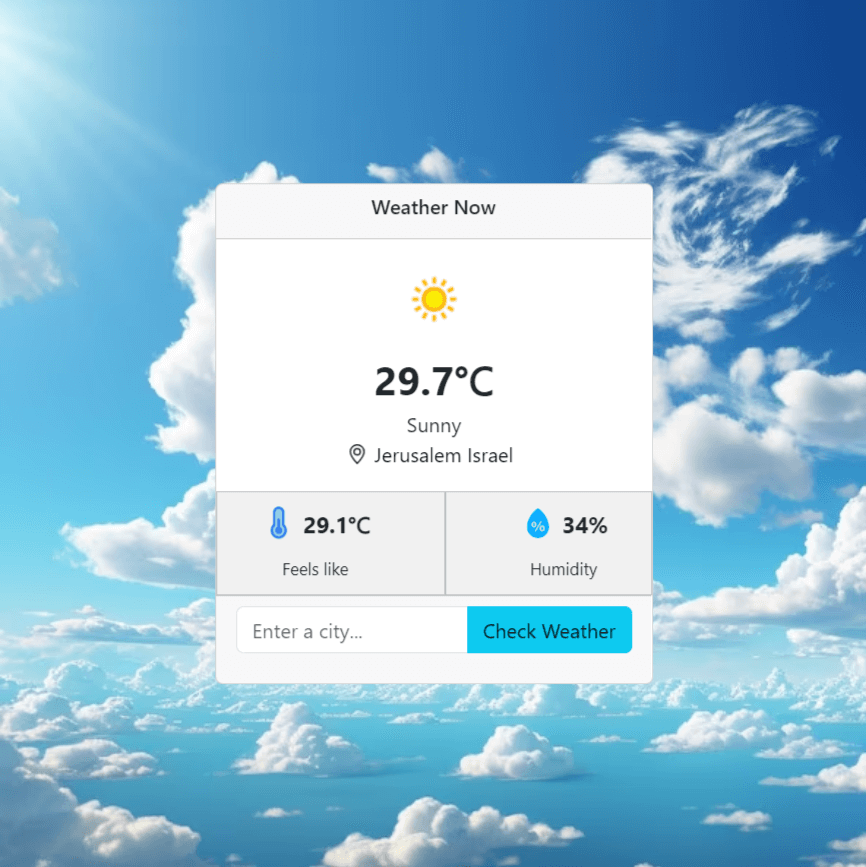 Weather Now
29.7°C
Sunny
Jerusalem Israel
29.1°C
Feels like
%
34%
Humidity
Enter a city...
Check Weather